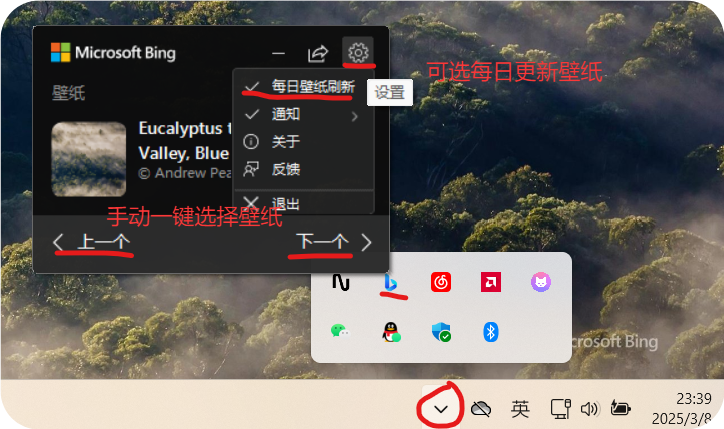 Microsoft Bing
每日壁纸刷新
设置
可选每日更新壁纸
壁纸
通知
Eucalyptus t
Valley, Blue
© Andrew Pea
关于
反馈
退出
手动一键选择壁纸
上一个
下一个
rosoft Bing
英
23:39
2025/3/8